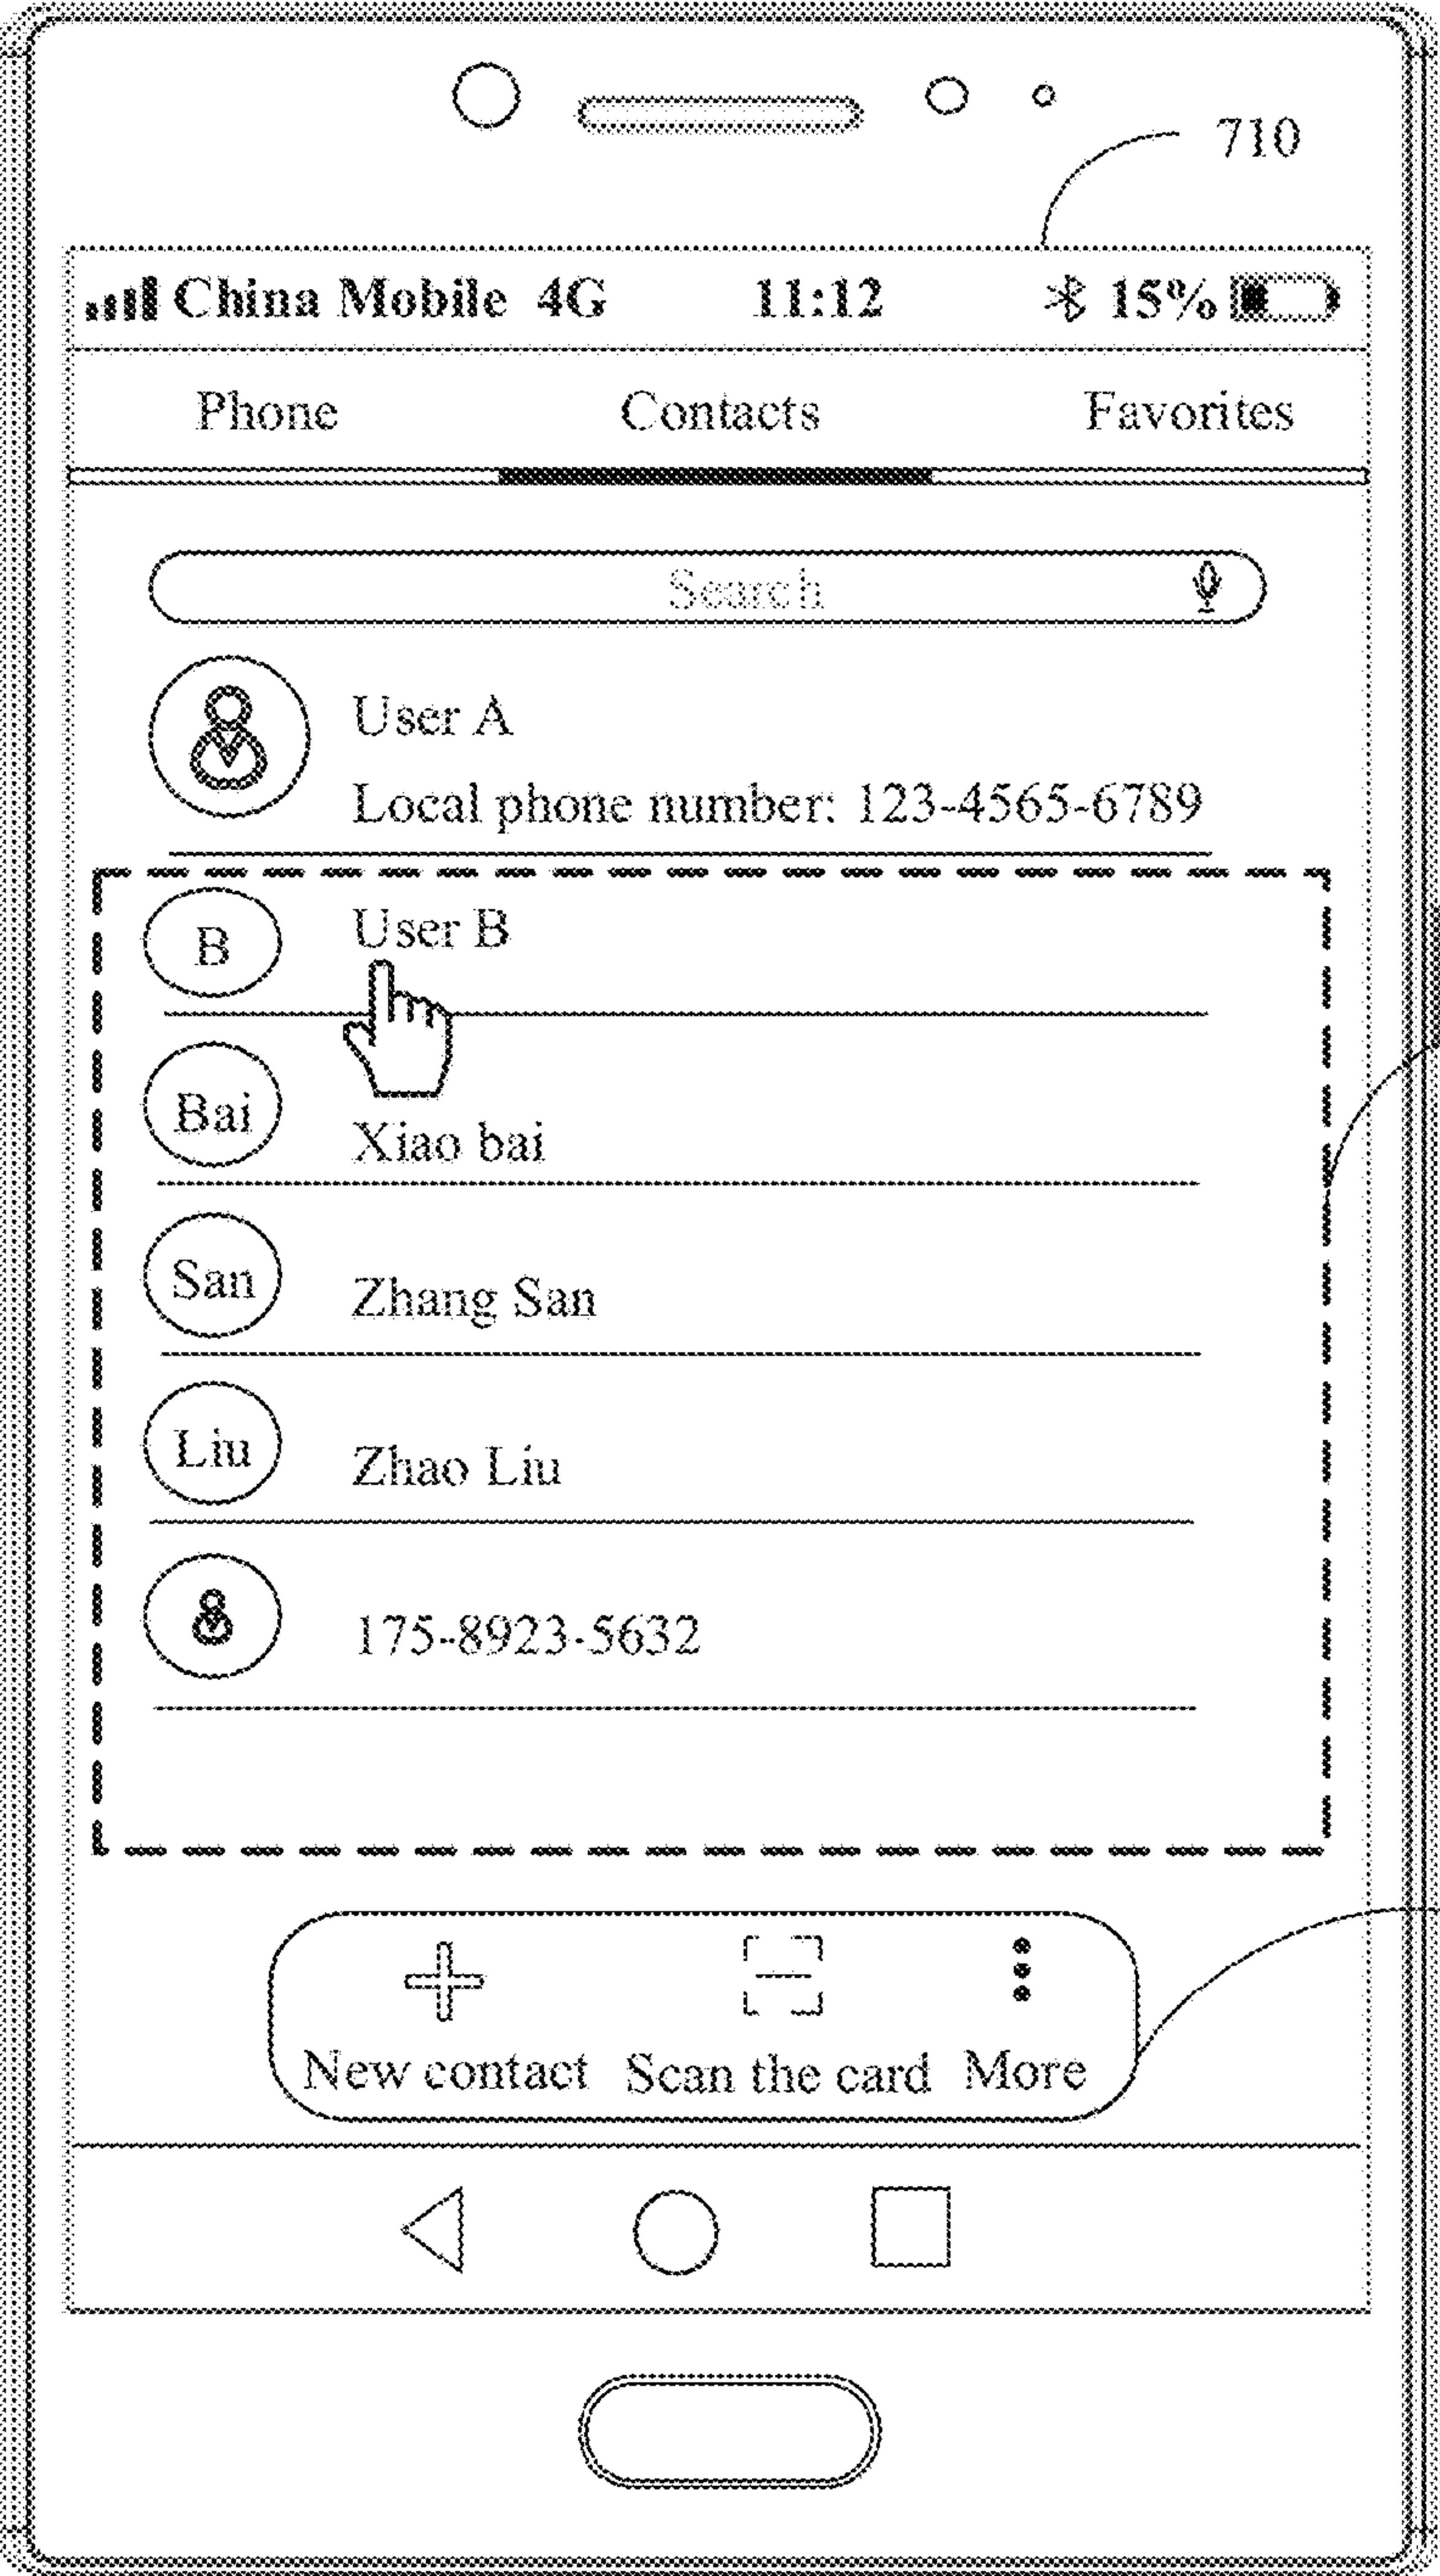 710
China Mobile 4G 11:12 15%
Phone Contacts Favorites
Search
User A
Local phone number: 123-4565-6789
B User B
Bai Xiao bai
San Zhang San
Liu Zhao Liu
175-8923-5632
New contact Scan the card More